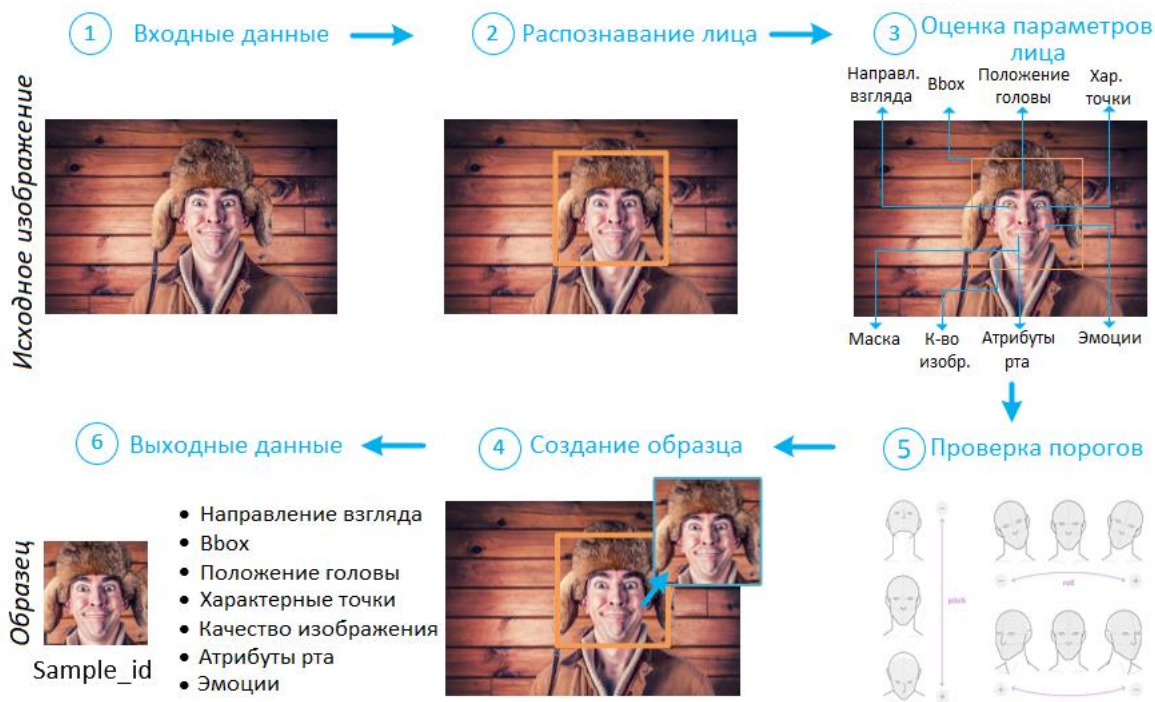 1 Входные данные
2 Распознавание лица
3 Оценка параметров
лица
Исходное изображение
Направл.
взгляда
Bbox
Положение
головы
Хар.
точки
Маска
К-во
изобр.
Атрибуты
рта
Эмоции
6 Выходные данные
4 Создание образца
5 Проверка порогов
Образец
Sample_id
• Направление взгляда
• Bbox
• Положение головы
• Характерные точки
• Качество изображения
• Атрибуты рта
• Эмоции
−
pitch
+
−
roll
+
+
−